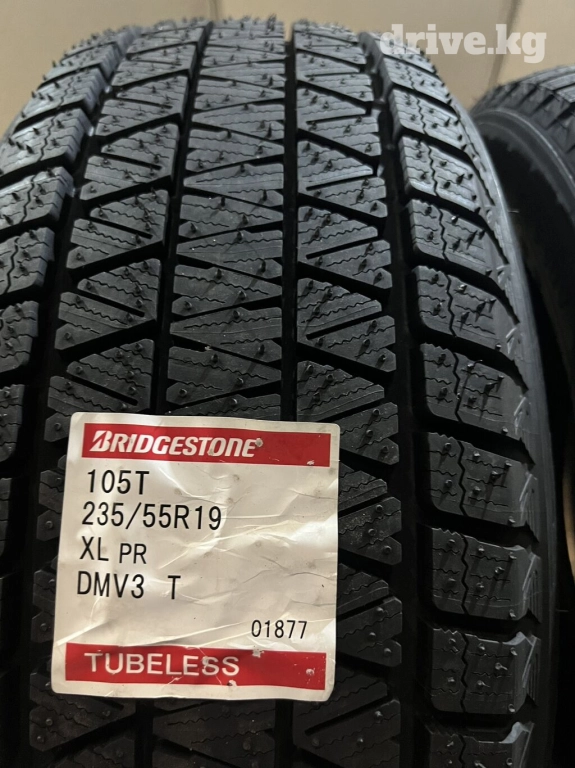 drive.kg
BRIDGESTONE
105T
235/55R19
XL PR
DMV3 T
01877
TUBELESS